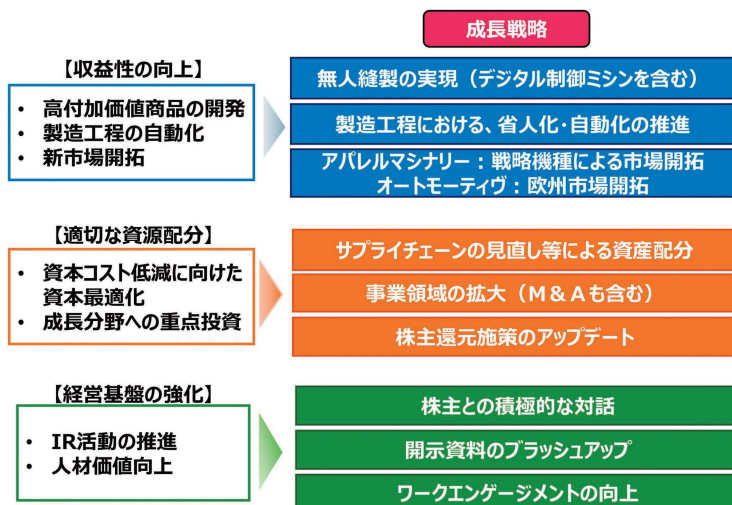 成長戦略
【収益性の向上】
• 高付加価値商品の開発
• 製造工程の自動化
• 新市場開拓
無人縫製の実現（デジタル制御ミシンを含む）
製造工程における、省人化・自動化の推進
アパレルマシナリー：戦略機種による市場開拓
オートモーティヴ：欧州市場開拓
【適切な資源配分】
• 資本コスト低減に向けた
資本最適化
• 成長分野への重点投資
サプライチェーンの見直し等による資産配分
事業領域の拡大（M＆Aも含む）
株主還元施策のアップデート
【経営基盤の強化】
• IR活動の推進
• 人材価値向上
株主との積極的な対話
開示資料のブラッシュアップ
ワークエンゲージメントの向上